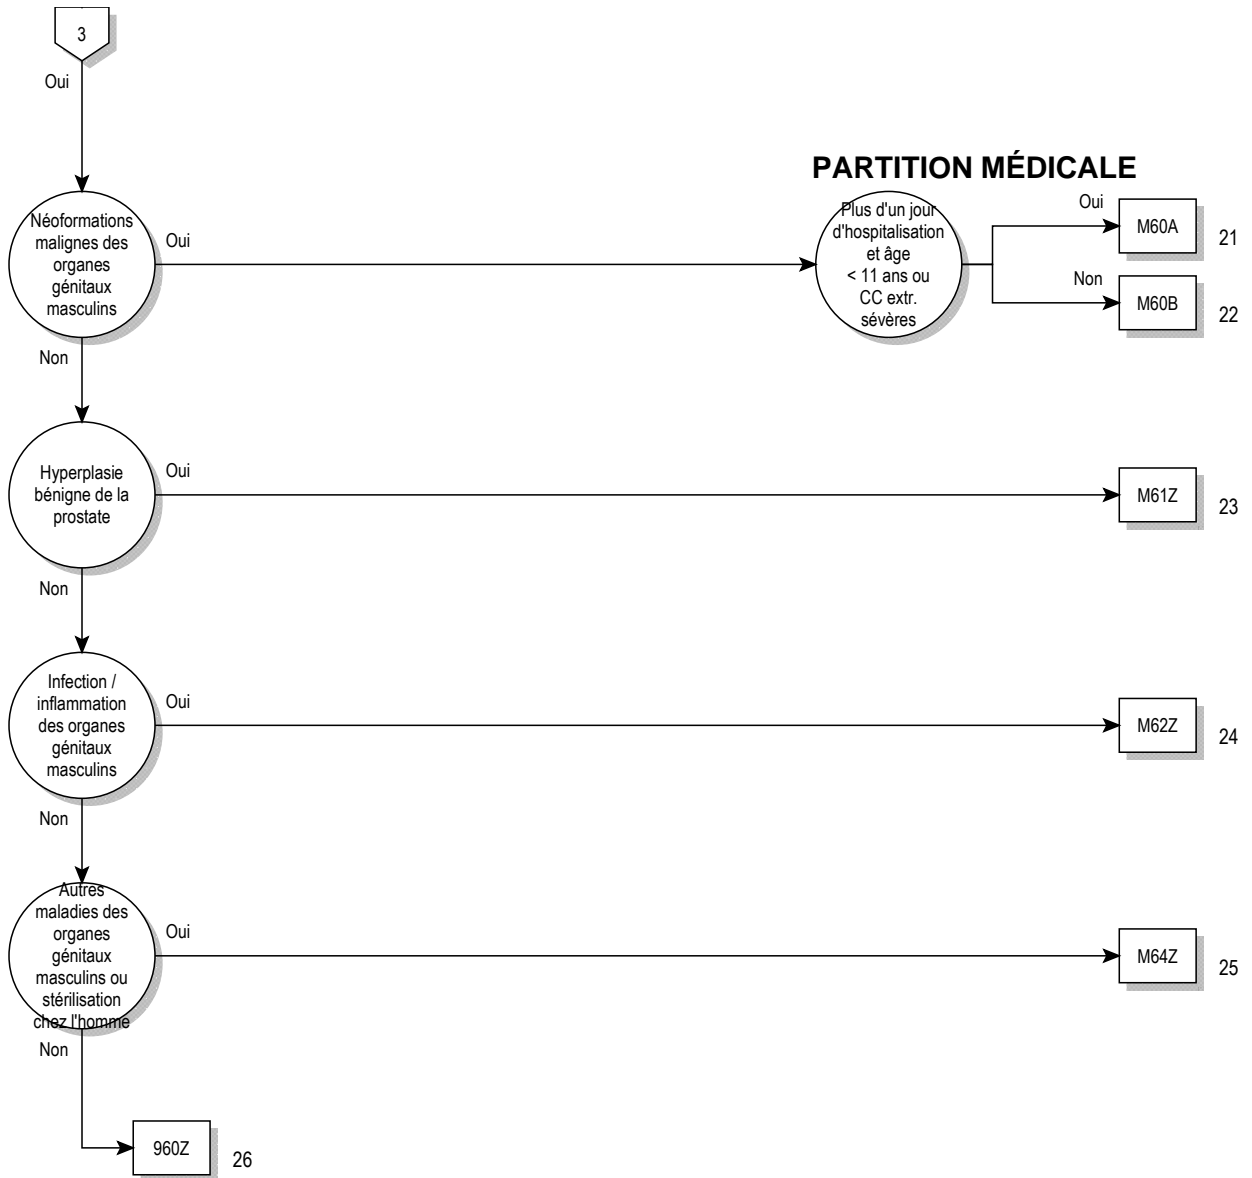 3
Oui
PARTITION MÉDICALE
Néoformations
malignes des
organes
génitaux
masculins
Oui
Plus d'un jour
d'hospitalisation
et âge
< 11 ans ou
CC extr.
sévères
Oui
M60A
21
Non
M60B
22
Non
Hyperplasie
bénigne de la
prostate
Oui
M61Z
23
Non
Infection /
inflammation
des organes
génitaux
masculins
Oui
M62Z
24
Non
Autres
maladies des
organes
génitaux
masculins ou
stérilisation
chez l'homme
Oui
M64Z
25
Non
960Z
26